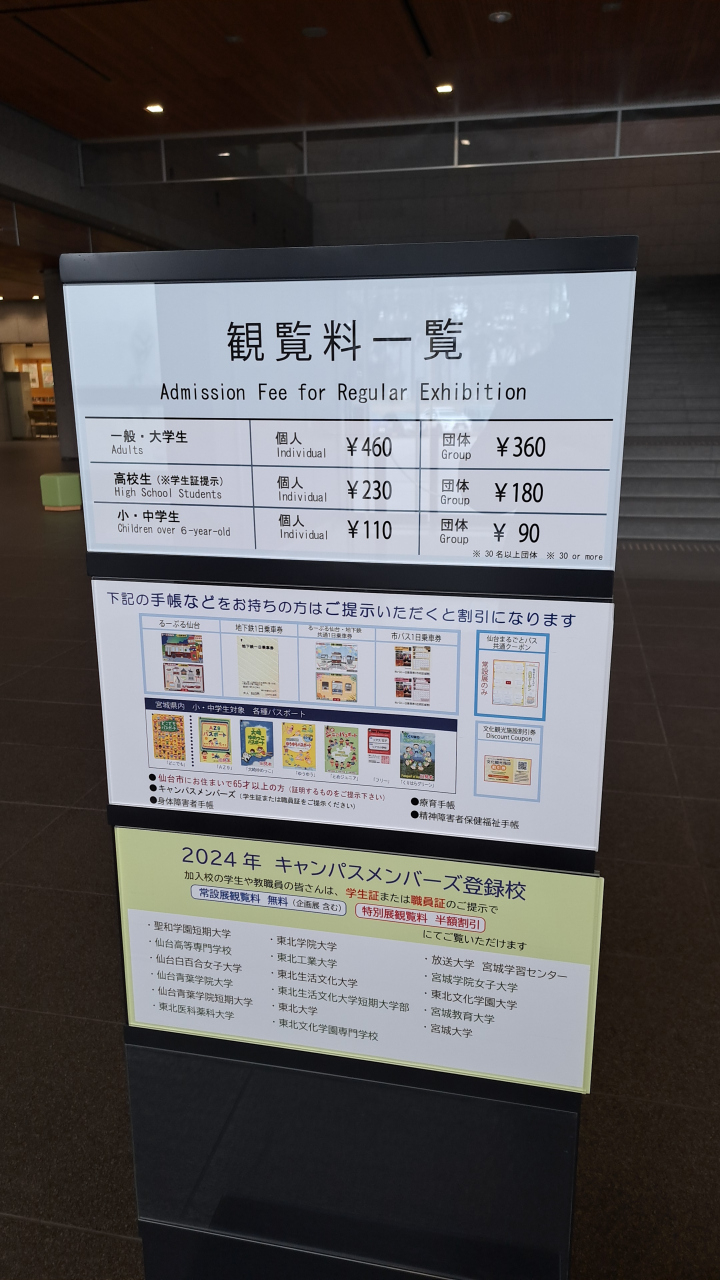 観覧料一覧
Admission Fee for Regular Exhibition
一般・大学生 個人 ¥460 団体 ¥360
Adults Individual Group
高校生（※学生証提示） 個人 ¥230 団体 ¥180
High School Students Individual Group
小・中学生 個人 ¥110 団体 ¥ 90
Children over 6-year-old Individual Group
※ 30名以上団体 ※ 30 or more
下記の手帳などをお持ちの方はご提示いただくと割引になります
るーぷる仙台
地下鉄1日乗車券
るーぷる仙台・地下鉄
共通1日乗車券
市バス1日乗車券
仙台まるごとパス
共通クーポン
常設展のみ
地下鉄一日乗車券
文化観光施設割引券
Discount Coupon
宮城県内 小・中学生対象 各種パスポート
●仙台市にお住まいで65才以上の方（証明するものをご提示下さい）
●キャンパスメンバーズ（学生証または職員証をご提示ください）
●身体障害者手帳
●療育手帳
●精神障害者保健福祉手帳
2024年 キャンパスメンバーズ登録校
加入校の学生や教職員の皆さんは、学生証または職員証のご提示で
常設展観覧料 無料（企画展 含む） 特別展観覧料 半額割引
にてご覧いただけます
・聖和学園短期大学
・仙台高等専門学校
・仙台白百合女子大学
・仙台青葉学院大学
・仙台青葉学院短期大学
・東北医科薬科大学
・東北学院大学
・東北工業大学
・東北生活文化大学
・東北生活文化大学短期大学部
・東北大学
・東北文化学園専門学校
・放送大学 宮城学習センター
・宮城学院女子大学
・東北文化学園大学
・宮城教育大学
・宮城大学